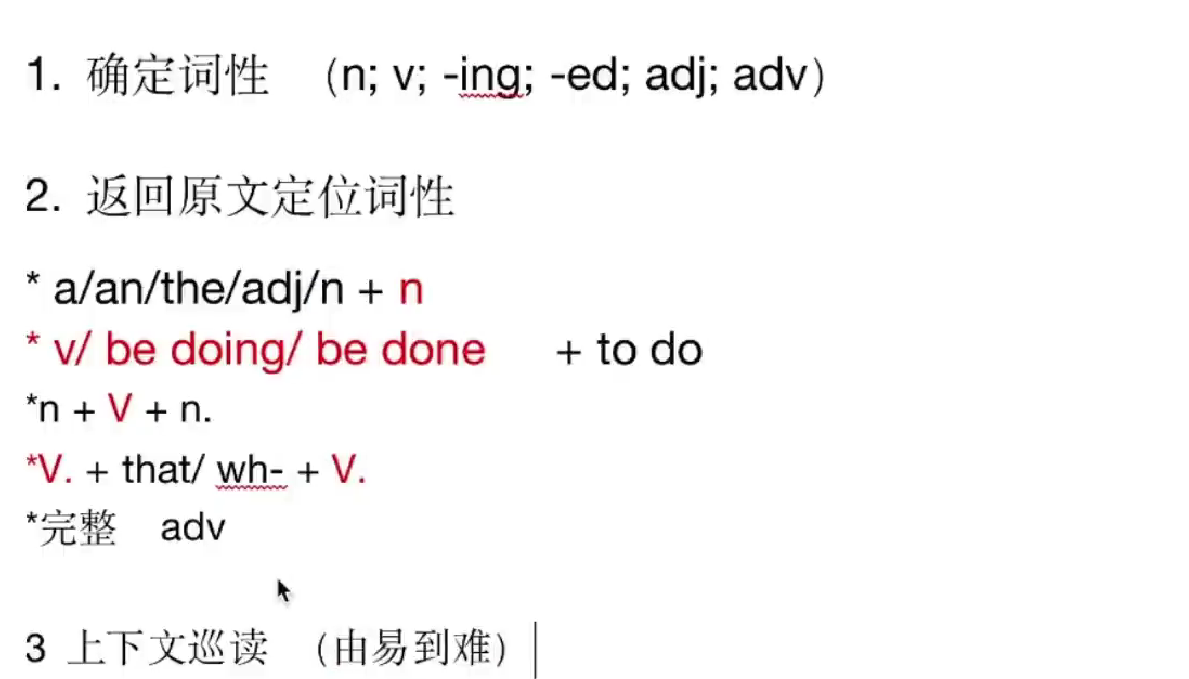 1. 确定词性 （n; v; -ing; -ed; adj; adv）
2. 返回原文定位词性
* a/an/the/adj/n + n
* v/ be doing/ be done + to do
*n + V + n.
*V. + that/ wh- + V.
*完整 adv
3 上下文巡读 （由易到难）